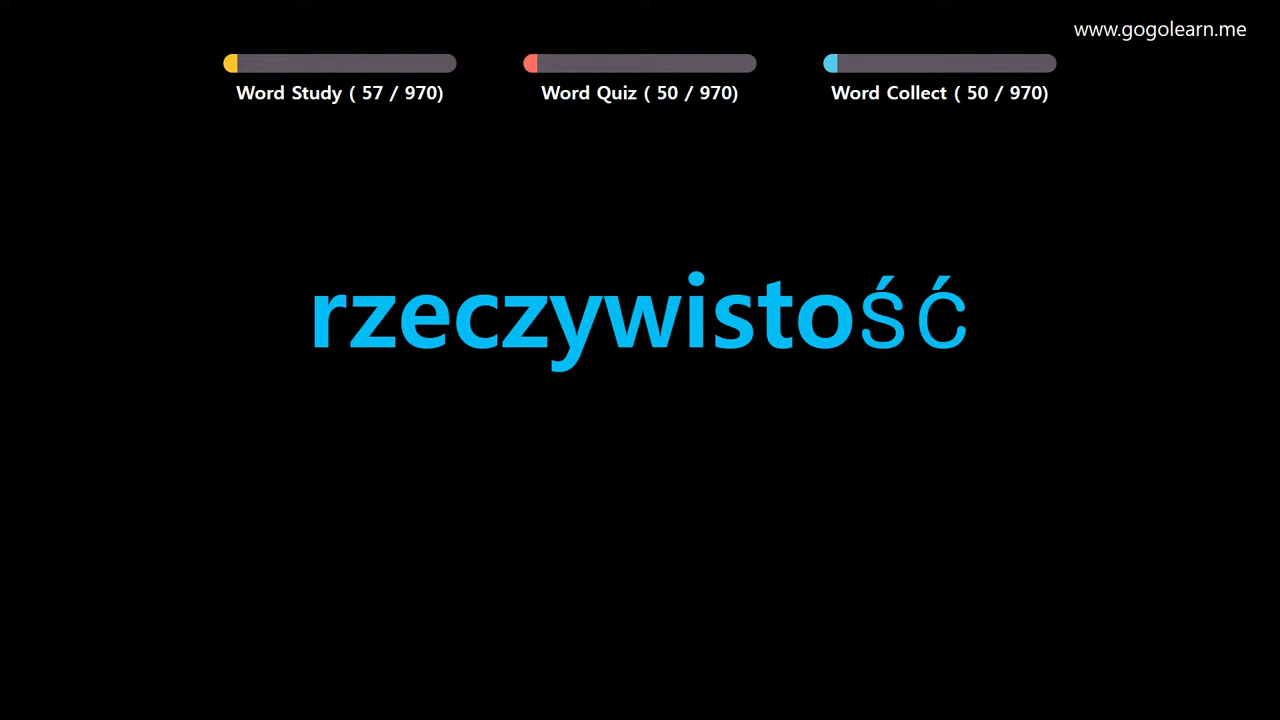 www.gogolearn.me
Word Study ( 57 / 970)
Word Quiz ( 50 / 970)
Word Collect ( 50 / 970)
rzeczywistość